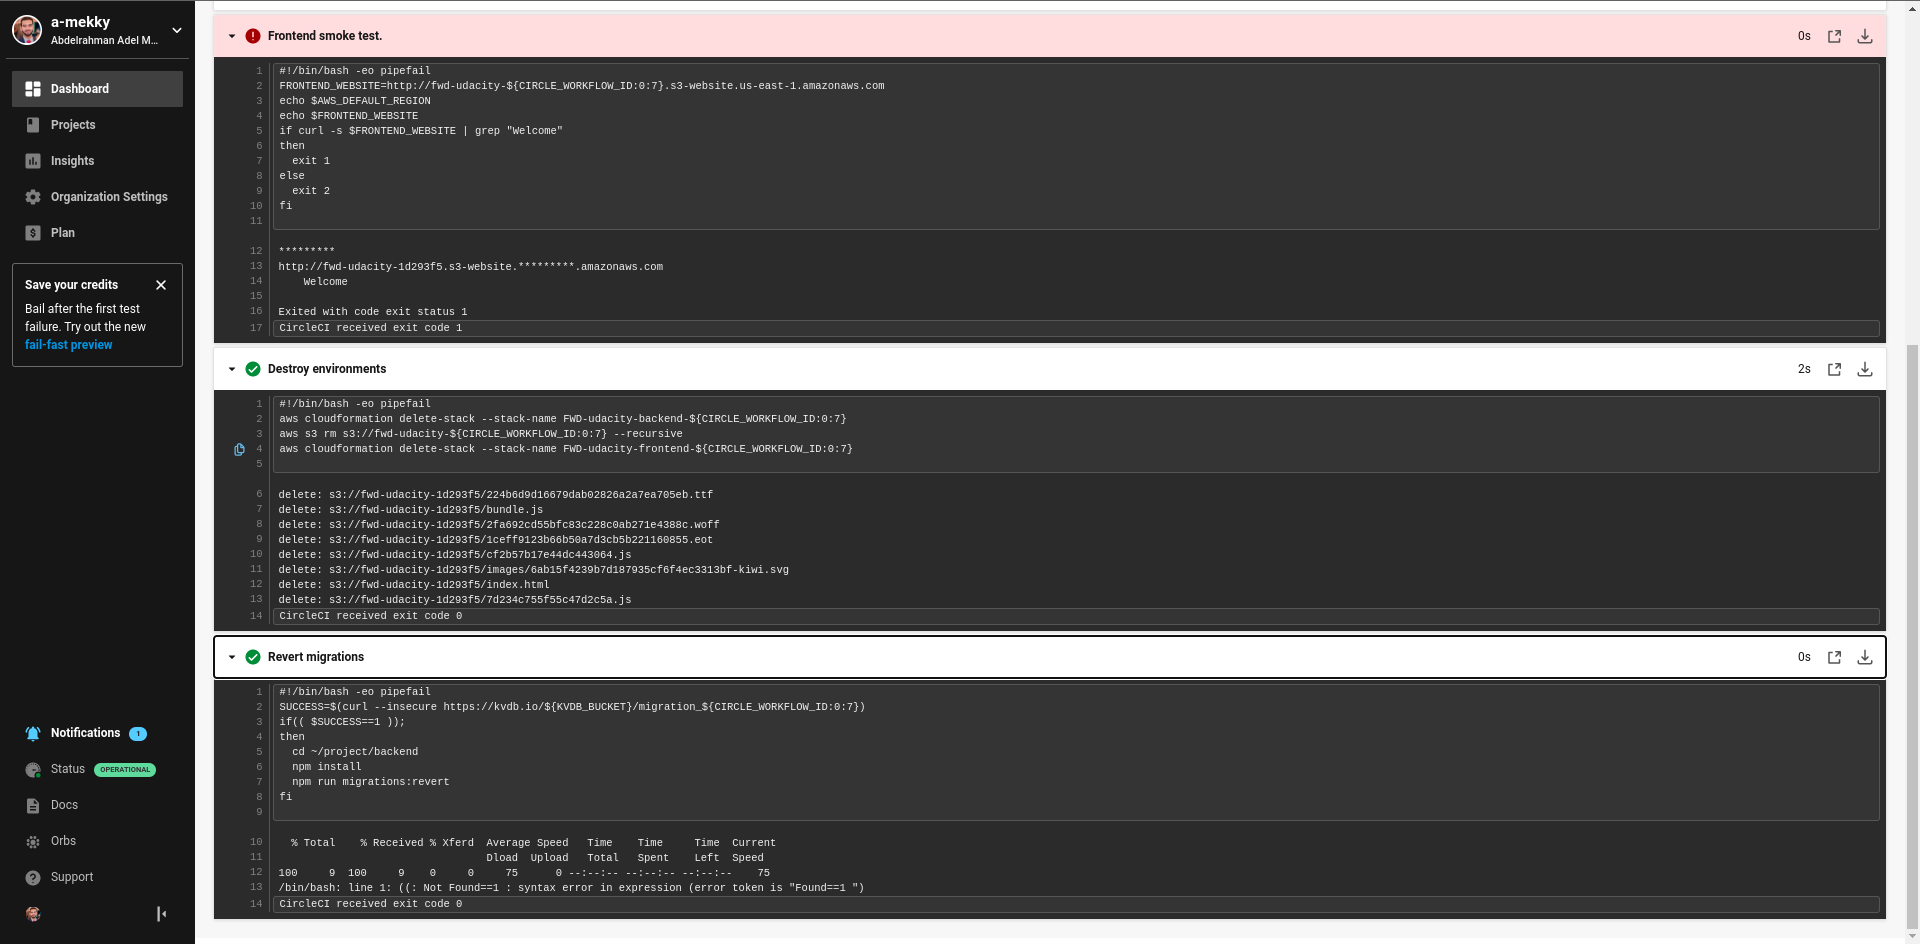 a-mekky
Abdelrahman Adel M...
Dashboard
Projects
Insights
Organization Settings
Plan
Save your credits
Bail after the first test
failure. Try out the new
fail-fast preview
Notifications 1
Status OPERATIONAL
Docs
Orbs
Support
Frontend smoke test. 0s
1 #!/bin/bash -eo pipefail
2 FRONTEND_WEBSITE=http://fwd-udacity-${CIRCLE_WORKFLOW_ID:0:7}.s3-website.us-east-1.amazonaws.com
3 echo $AWS_DEFAULT_REGION
4 echo $FRONTEND_WEBSITE
5 if curl -s $FRONTEND_WEBSITE | grep "Welcome"
6 then
7 exit 1
8 else
9 exit 2
10 fi
11
12 *********
13 http://fwd-udacity-1d293f5.s3-website.*********.amazonaws.com
14 Welcome
15
16 Exited with code exit status 1
17 CircleCI received exit code 1
Destroy environments 2s
1 #!/bin/bash -eo pipefail
2 aws cloudformation delete-stack --stack-name FWD-udacity-backend-${CIRCLE_WORKFLOW_ID:0:7}
3 aws s3 rm s3://fwd-udacity-${CIRCLE_WORKFLOW_ID:0:7} --recursive
4 aws cloudformation delete-stack --stack-name FWD-udacity-frontend-${CIRCLE_WORKFLOW_ID:0:7}
5
6 delete: s3://fwd-udacity-1d293f5/224b6d9d16679dab02826a2a7ea705eb.ttf
7 delete: s3://fwd-udacity-1d293f5/bundle.js
8 delete: s3://fwd-udacity-1d293f5/2fa692cd55bfc83c228c0ab271e4388c.woff
9 delete: s3://fwd-udacity-1d293f5/1ceff9123b66b50a7d3cb5b221160855.eot
10 delete: s3://fwd-udacity-1d293f5/cf2b57b17e44dc443064.js
11 delete: s3://fwd-udacity-1d293f5/images/6ab15f4239b7d187935cf6f4ec3313bf-kiwi.svg
12 delete: s3://fwd-udacity-1d293f5/index.html
13 delete: s3://fwd-udacity-1d293f5/7d234c755f55c47d2c5a.js
14 CircleCI received exit code 0
Revert migrations 0s
1 #!/bin/bash -eo pipefail
2 SUCCESS=$(curl --insecure https://kvdb.io/${KVDB_BUCKET}/migration_${CIRCLE_WORKFLOW_ID:0:7})
3 if(( $SUCCESS==1 ));
4 then
5 cd ~/project/backend
6 npm install
7 npm run migrations:revert
8 fi
9
10 % Total % Received % Xferd Average Speed Time Time Time Current
11 Dload Upload Total Spent Left Speed
12 100 9 100 9 0 0 75 0 --:--:-- --:--:-- --:--:-- 75
13 /bin/bash: line 1: ((: Not Found==1 : syntax error in expression (error token is "Found==1 ")
14 CircleCI received exit code 0